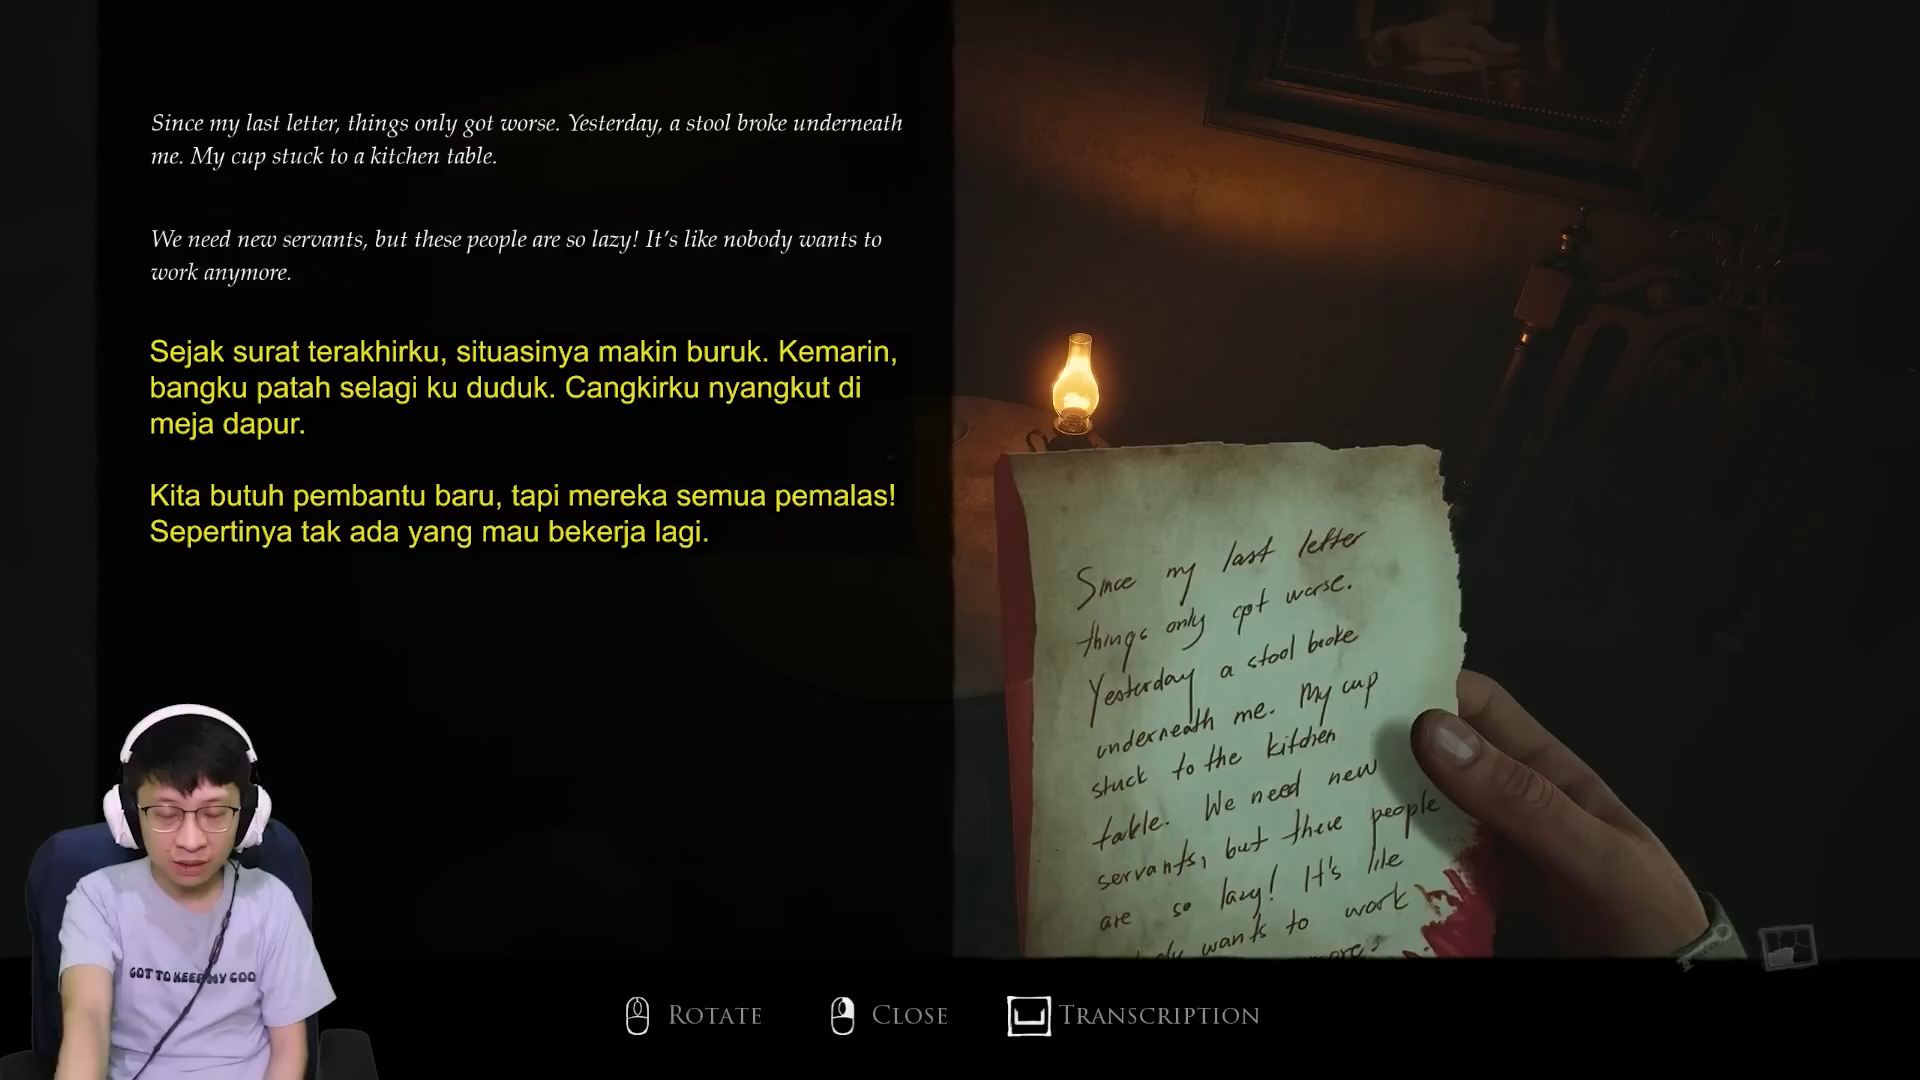 Since my last letter, things only got worse. Yesterday, a stool broke underneath
me. My cup stuck to a kitchen table.
We need new servants, but these people are so lazy! It's like nobody wants to
work anymore.
Sejak surat terakhirku, situasinya makin buruk. Kemarin,
bangku patah selagi ku duduk. Cangkirku nyangkut di
meja dapur.
Kita butuh pembantu baru, tapi mereka semua pemalas!
Sepertinya tak ada yang mau bekerja lagi.
Since my last letter
things only got worse.
Yesterday a stool broke
underneath me. My cup
stuck to the kitchen
table. We need new
servants, but these people
are so lazy! It's like
wants to work
GOT TO KEEP MY COO
ROTATE
CLOSE
TRANSCRIPTION